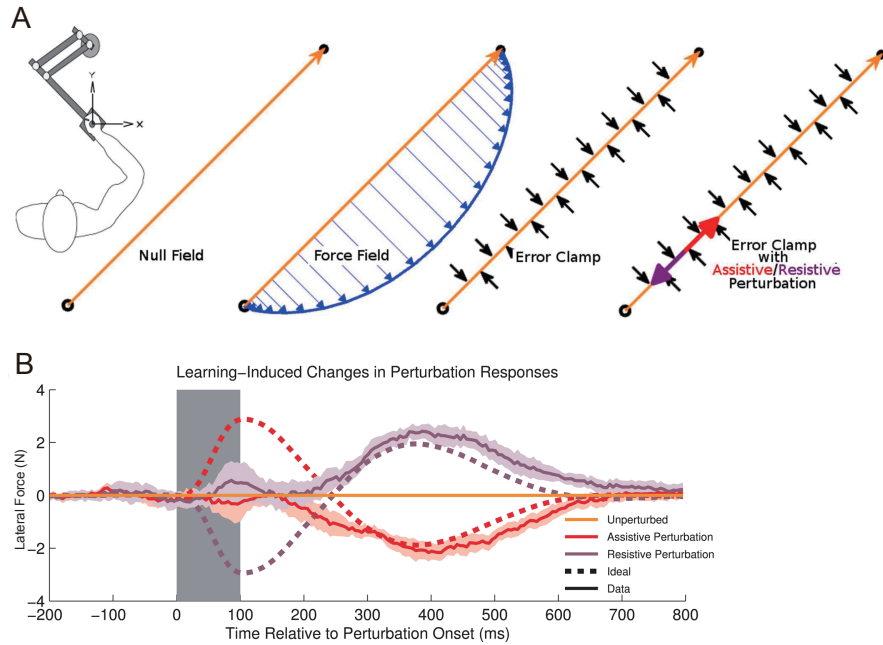 A
Y
X
Null Field
Force Field
Error Clamp
Error Clamp
with
Assistive/Resistive
Perturbation
B
Learning−Induced Changes in Perturbation Responses
Lateral Force (N)
4
2
0
−2
−4
Unperturbed
Assistive Perturbation
Resistive Perturbation
Ideal
Data
−200 −100 0 100 200 300 400 500 600 700 800
Time Relative to Perturbation Onset (ms)